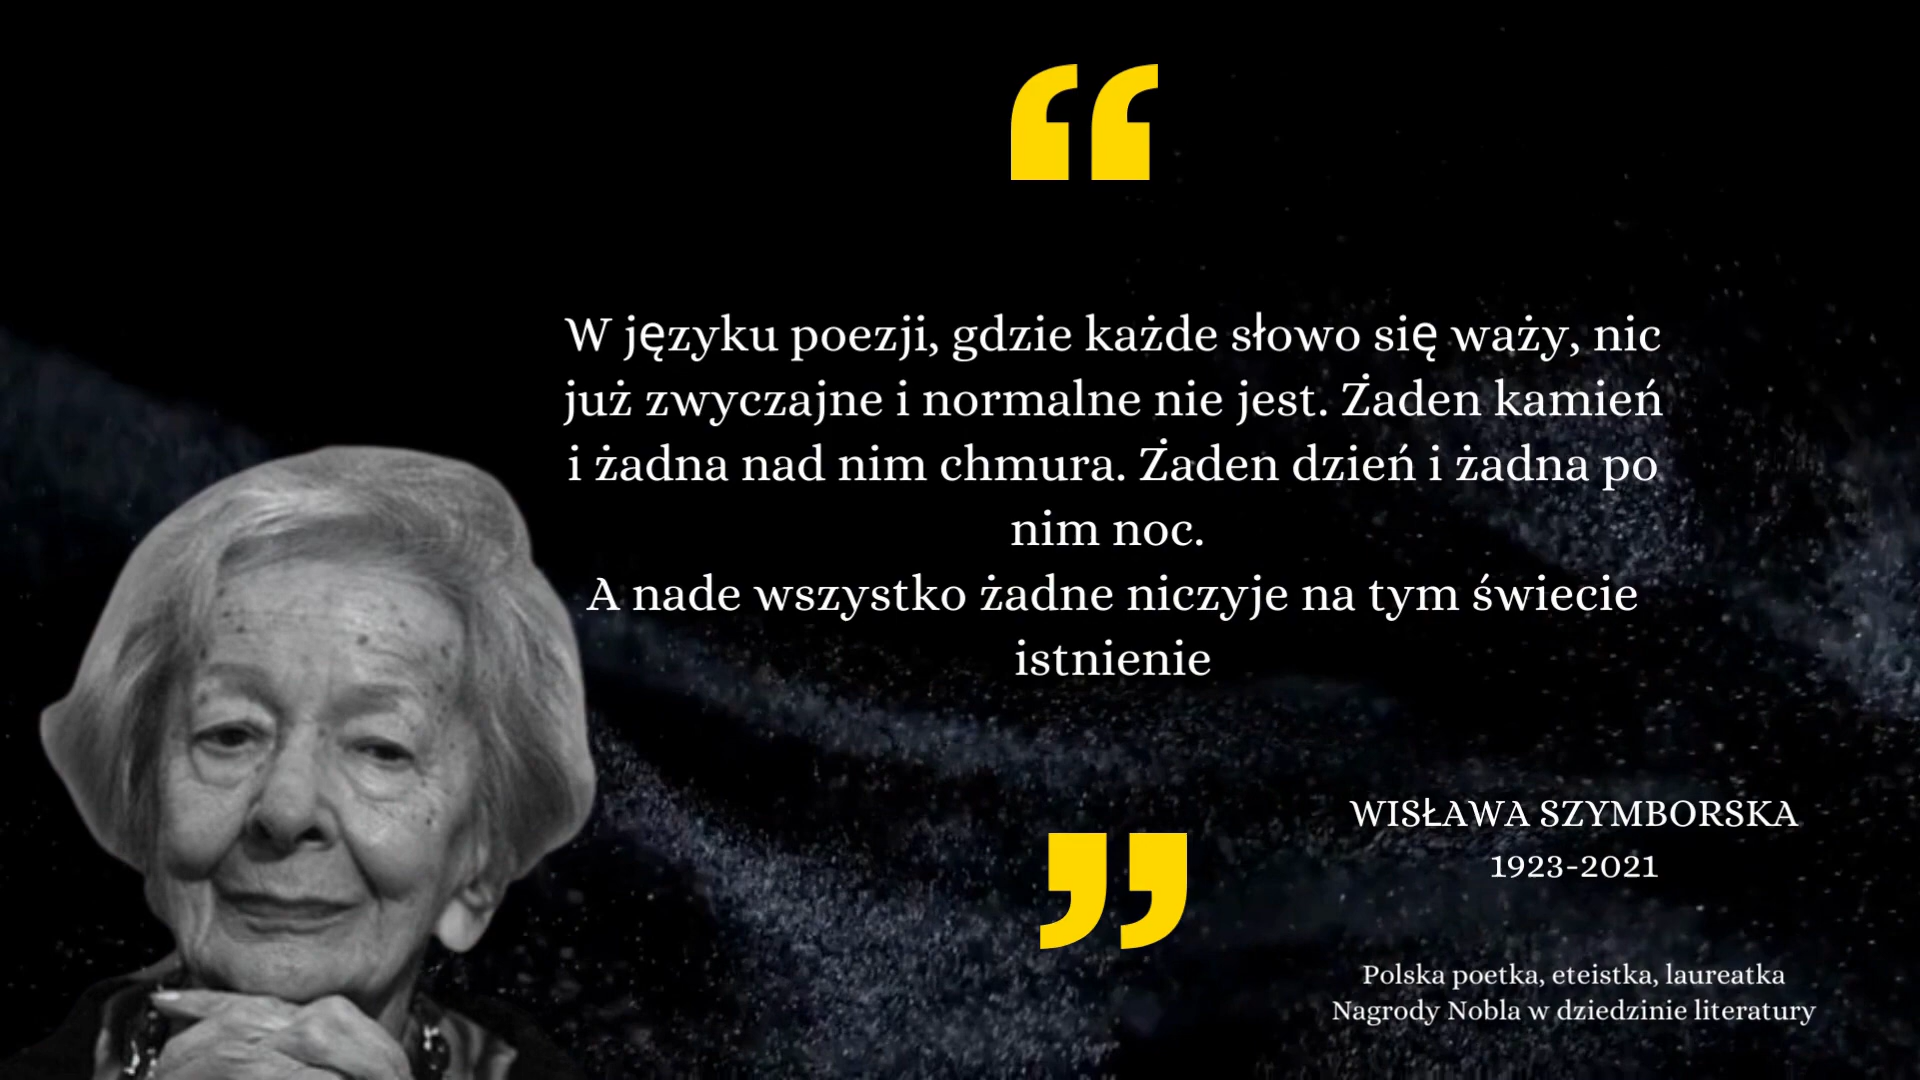 “
W języku poezji, gdzie każde słowo się waży, nic
już zwyczajne i normalne nie jest. Żaden kamień
i żadna nad nim chmura. Żaden dzień i żadna po
nim noc.
A nade wszystko żadne niczyje na tym świecie
istnienie
”
WISŁAWA SZYMBORSKA
1923-2021
Polska poetka, eteistka, laureatka
Nagrody Nobla w dziedzinie literatury